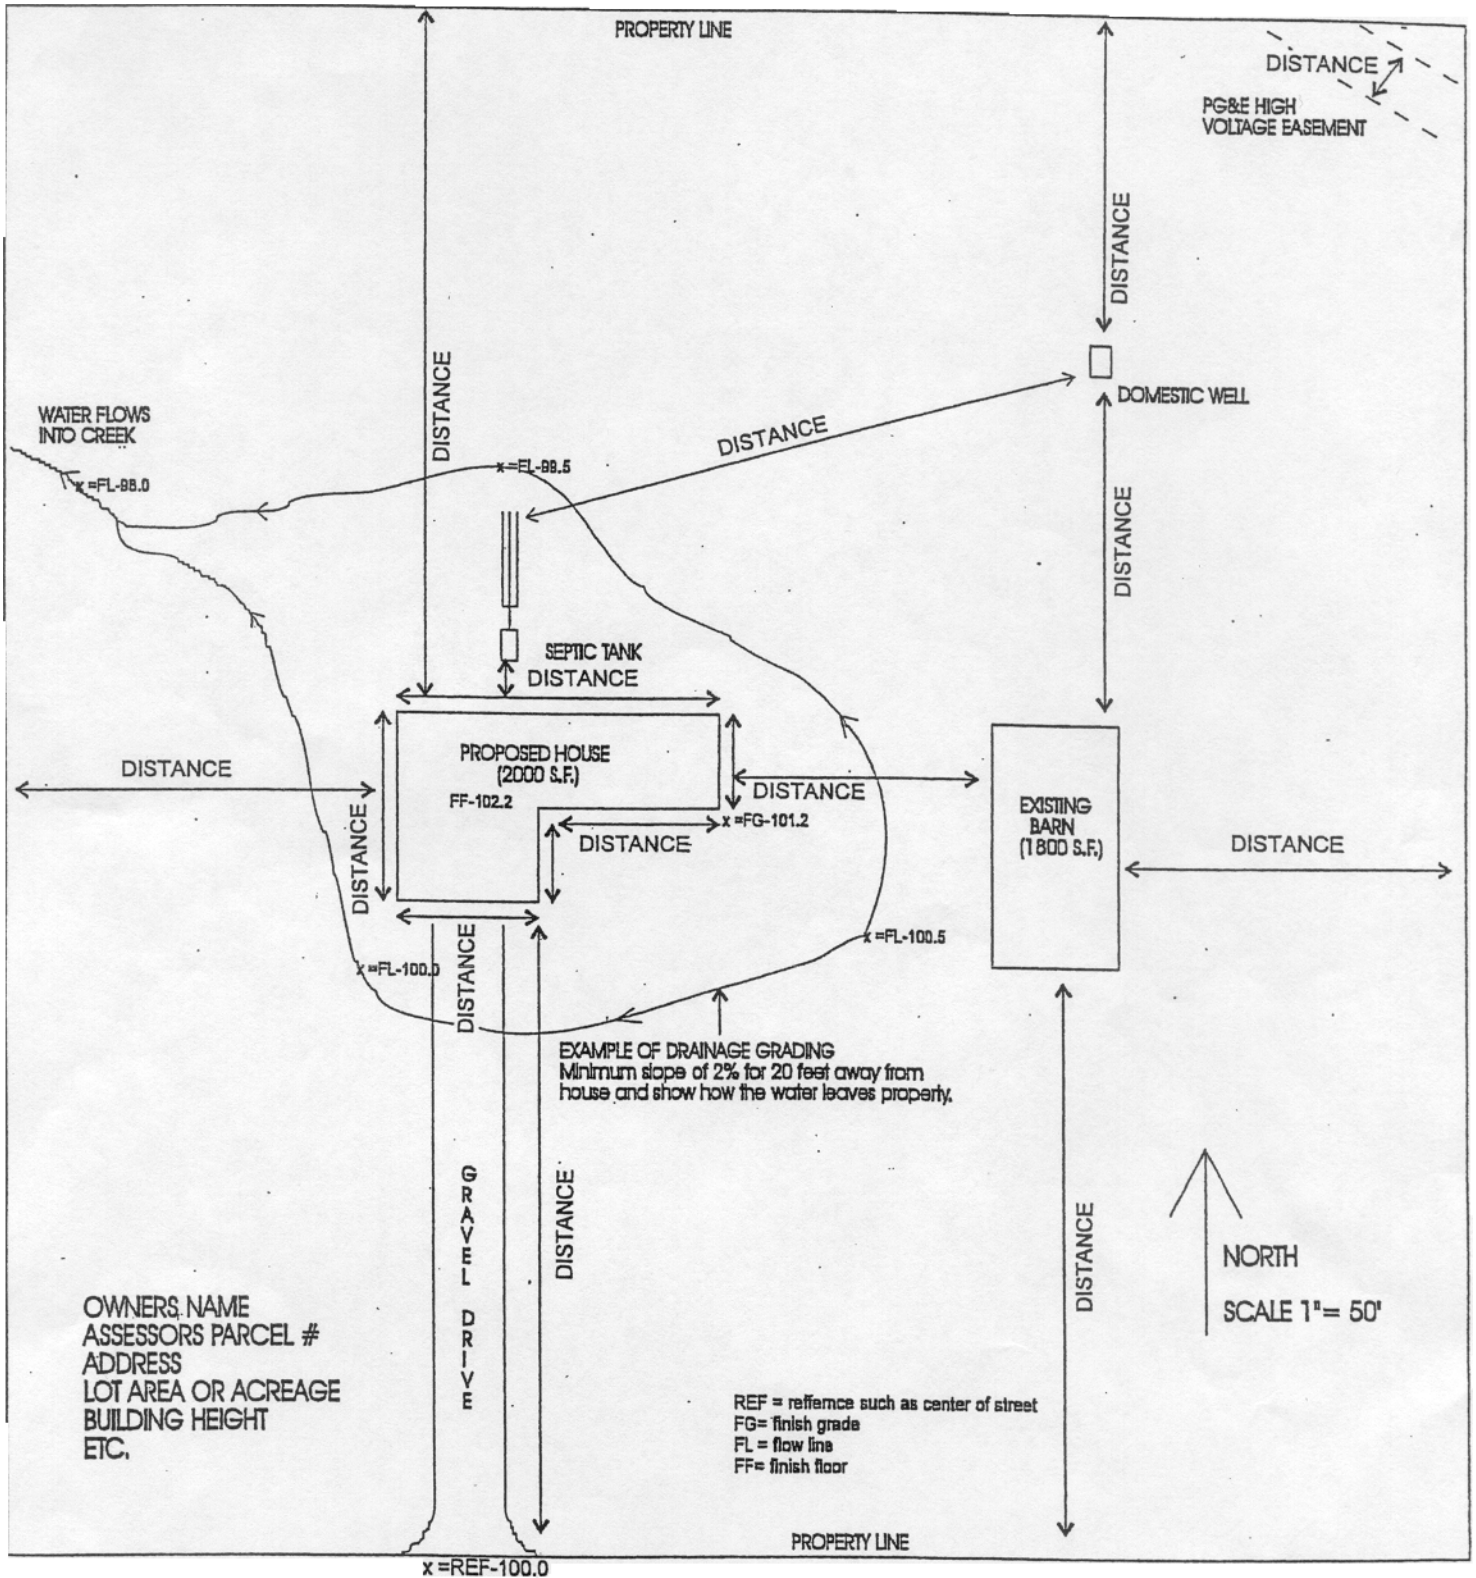 PROPERTY LINE
DISTANCE
PG&E HIGH
VOLTAGE EASEMENT
DISTANCE
DISTANCE
WATER FLOWS
INTO CREEK
x=FL-98.0
x=FL-99.5
DISTANCE
DOMESTIC WELL
DISTANCE
SEPTIC TANK
DISTANCE
PROPOSED HOUSE
(2000 S.F.)
FF-102.2
DISTANCE
DISTANCE
DISTANCE
x=FG-101.2
DISTANCE
EXISTING
BARN
(1800 S.F.)
DISTANCE
x=FL-100.5
x=FL-100.0
DISTANCE
EXAMPLE OF DRAINAGE GRADING
Minimum slope of 2% for 20 feet away from
house and show how the water leaves property.
GRAVEL DRIVE
DISTANCE
DISTANCE
NORTH
SCALE 1"= 50'
OWNERS NAME
ASSESSORS PARCEL #
ADDRESS
LOT AREA OR ACREAGE
BUILDING HEIGHT
ETC.
REF = reffernce such as center of street
FG= finish grade
FL = flow line
FF= finish floor
PROPERTY LINE
x=REF-100.0